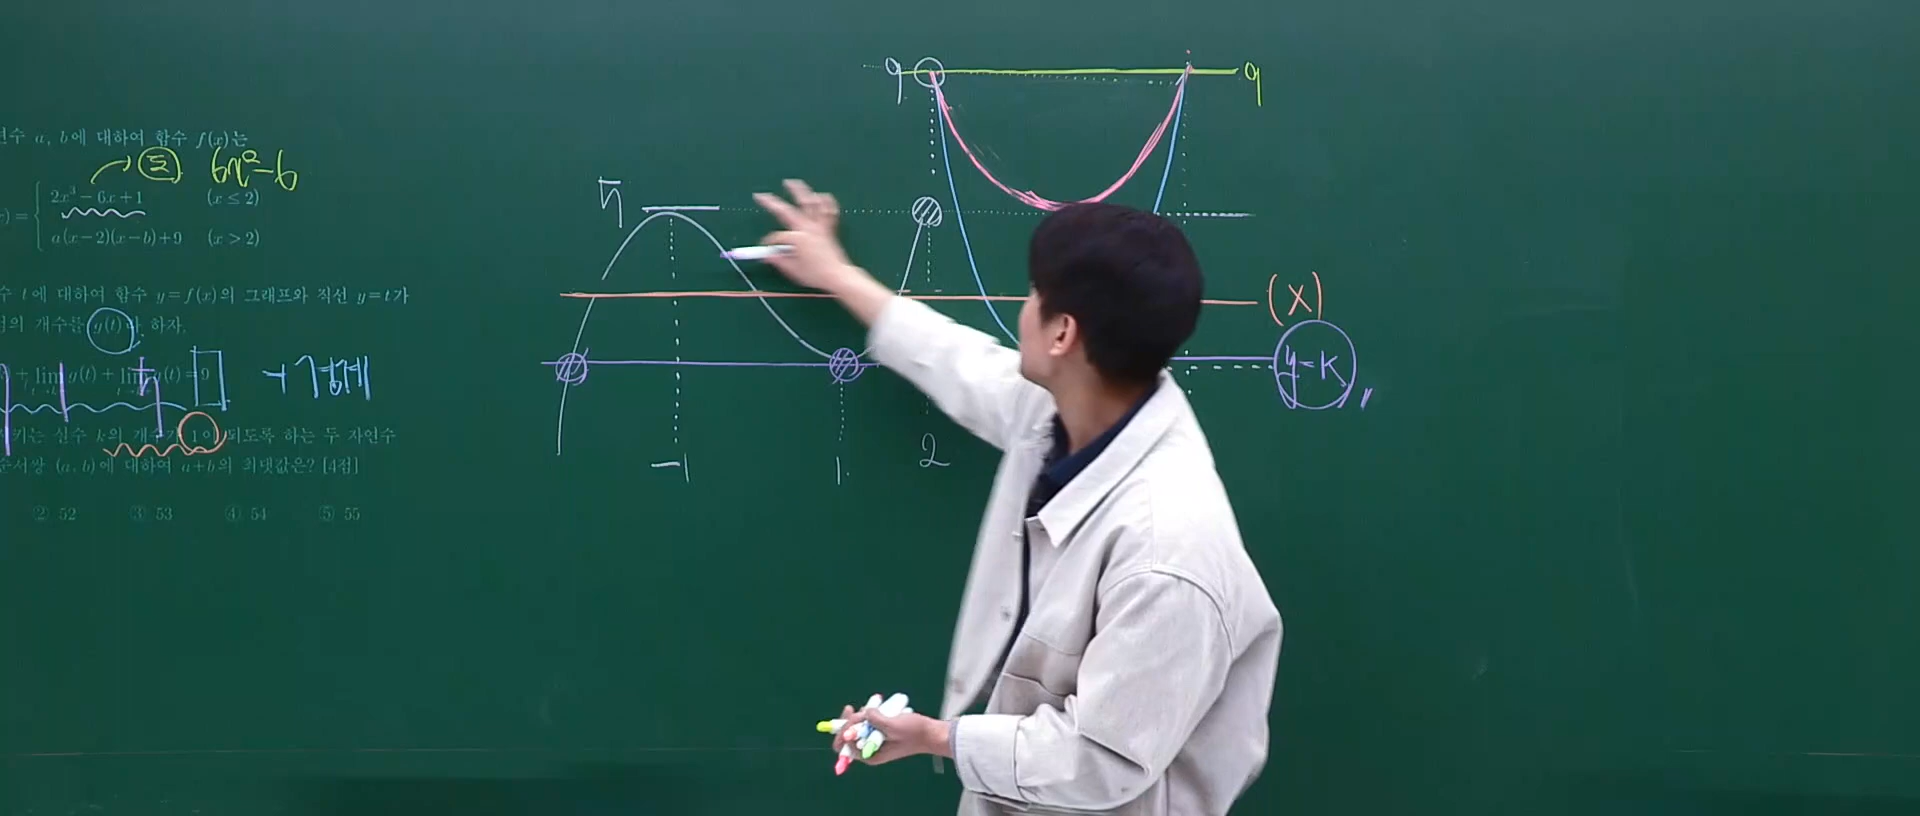 연수 a, b에 대하여 함수 f(x)는
6x²-6
2x³-6x+1 (x≤2)
a(x-2)(x-b)+9 (x>2)
수 t에 대하여 함수 y=f(x)의 그래프와 직선 y=t가
점의 개수를 g(t)라 하자.
+ lim g(t) + lim g(t) = 9
키는 실수 k의 개수가 1이 되도록 하는 두 자연수
순서쌍 (a, b)에 대하여 a+b의 최댓값은? [4점]
② 52 ③ 53 ④ 54 ⑤ 55
9 9
5
(X)
y=K
-1 1 2